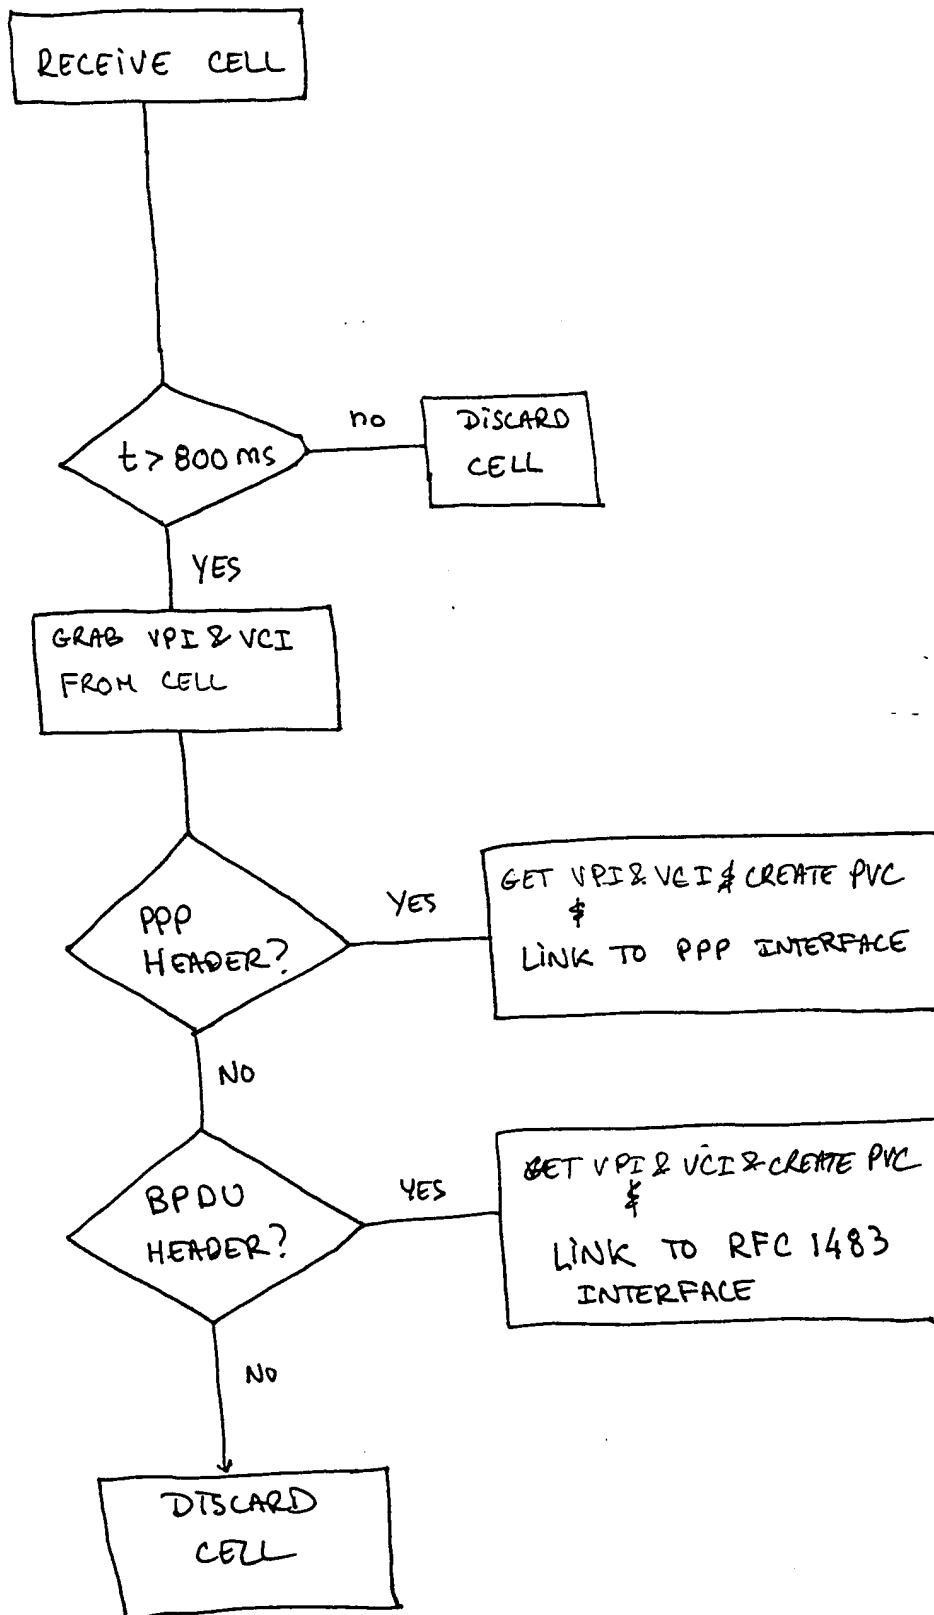 RECEIVE CELL
t > 800 ms
no
DISCARD
CELL
YES
GRAB VPI & VCI
FROM CELL
PPP
HEADER?
YES
GET VPI & VCI & CREATE PVC
&
LINK TO PPP INTERFACE
NO
BPDU
HEADER?
YES
GET VPI & VCI & CREATE PVC
&
LINK TO RFC 1483
INTERFACE
NO
DISCARD
CELL